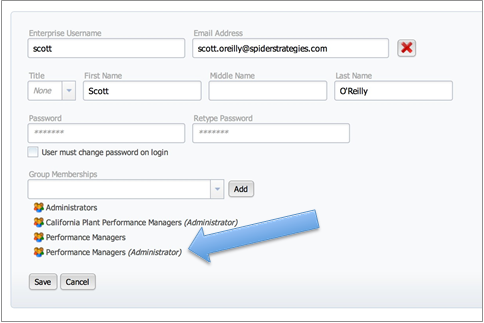 Enterprise Username Email Address
scott scott.oreilly@spiderstrategies.com
Title First Name Middle Name Last Name
None Scott O'Reilly
Password Retype Password
####### #######
User must change password on login
Group Memberships
Add
Administrators
California Plant Performance Managers (Administrator)
Performance Managers
Performance Managers (Administrator)
Save Cancel